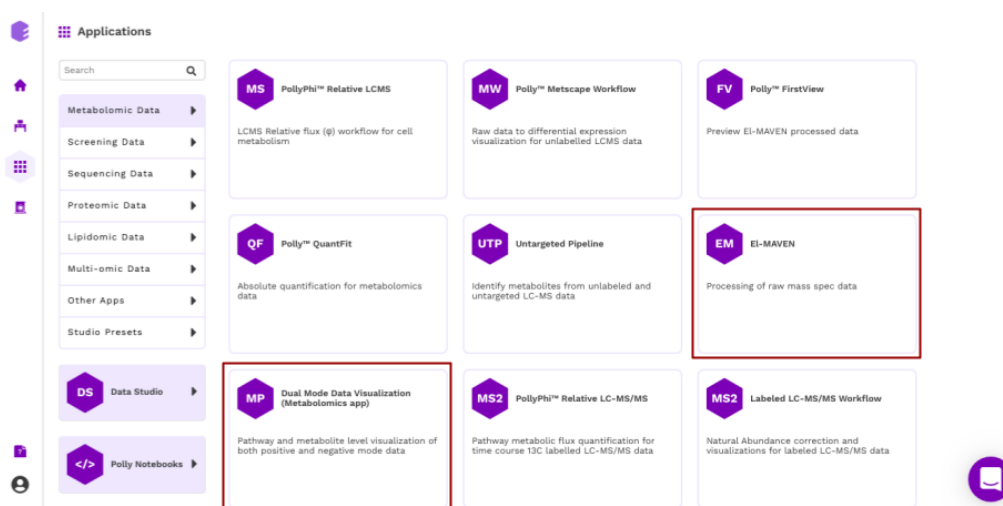 Applications
Search
Metabolomic Data
Screening Data
Sequencing Data
Proteomic Data
Lipidomic Data
Multi-omic Data
Other Apps
Studio Presets
DS Data Studio
</> Polly Notebooks
MS PollyPhi™ Relative LCMS
LCMS Relative flux (φ) workflow for cell
metabolism
MW Polly™ Metscape Workflow
Raw data to differential expression
visualization for unlabelled LCMS data
FV Polly™ FirstView
Preview El-MAVEN processed data
QF Polly™ QuantFit
Absolute quantification for metabolomics
data
UTP Untargeted Pipeline
Identify metabolites from unlabeled and
untargeted LC-MS data
EM El-MAVEN
Processing of raw mass spec data
MP Dual Mode Data Visualization
(Metabolomics app)
Pathway and metabolite level visualization of
both positive and negative mode data
MS2 PollyPhi™ Relative LC-MS/MS
Pathway metabolic flux quantification for
time course 13C labelled LC-MS/MS data
MS2 Labeled LC-MS/MS Workflow
Natural Abundance correction and
visualizations for labeled LC-MS/MS data